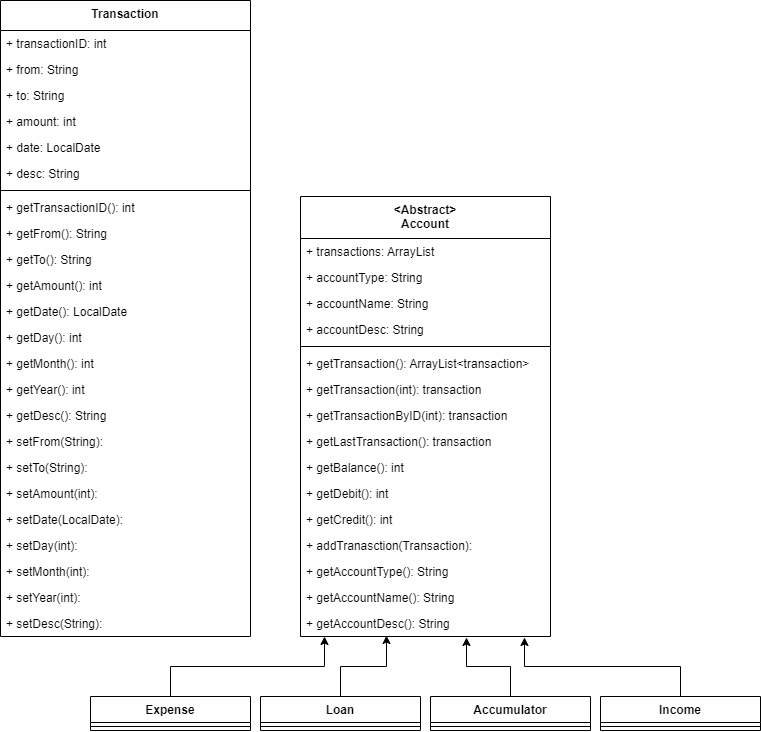 Transaction
+ transactionID: int
+ from: String
+ to: String
+ amount: int
+ date: LocalDate
+ desc: String
+ getTransactionID(): int
+ getFrom(): String
+ getTo(): String
+ getAmount(): int
+ getDate(): LocalDate
+ getDay(): int
+ getMonth(): int
+ getYear(): int
+ getDesc(): String
+ setFrom(String):
+ setTo(String):
+ setAmount(int):
+ setDate(LocalDate):
+ setDay(int):
+ setMonth(int):
+ setYear(int):
+ setDesc(String):
<Abstract>
Account
+ transactions: ArrayList
+ accountType: String
+ accountName: String
+ accountDesc: String
+ getTransaction(): ArrayList<transaction>
+ getTransaction(int): transaction
+ getTransactionByID(int): transaction
+ getLastTransaction(): transaction
+ getBalance(): int
+ getDebit(): int
+ getCredit(): int
+ addTranasction(Transaction):
+ getAccountType(): String
+ getAccountName(): String
+ getAccountDesc(): String
Expense
Loan
Accumulator
Income